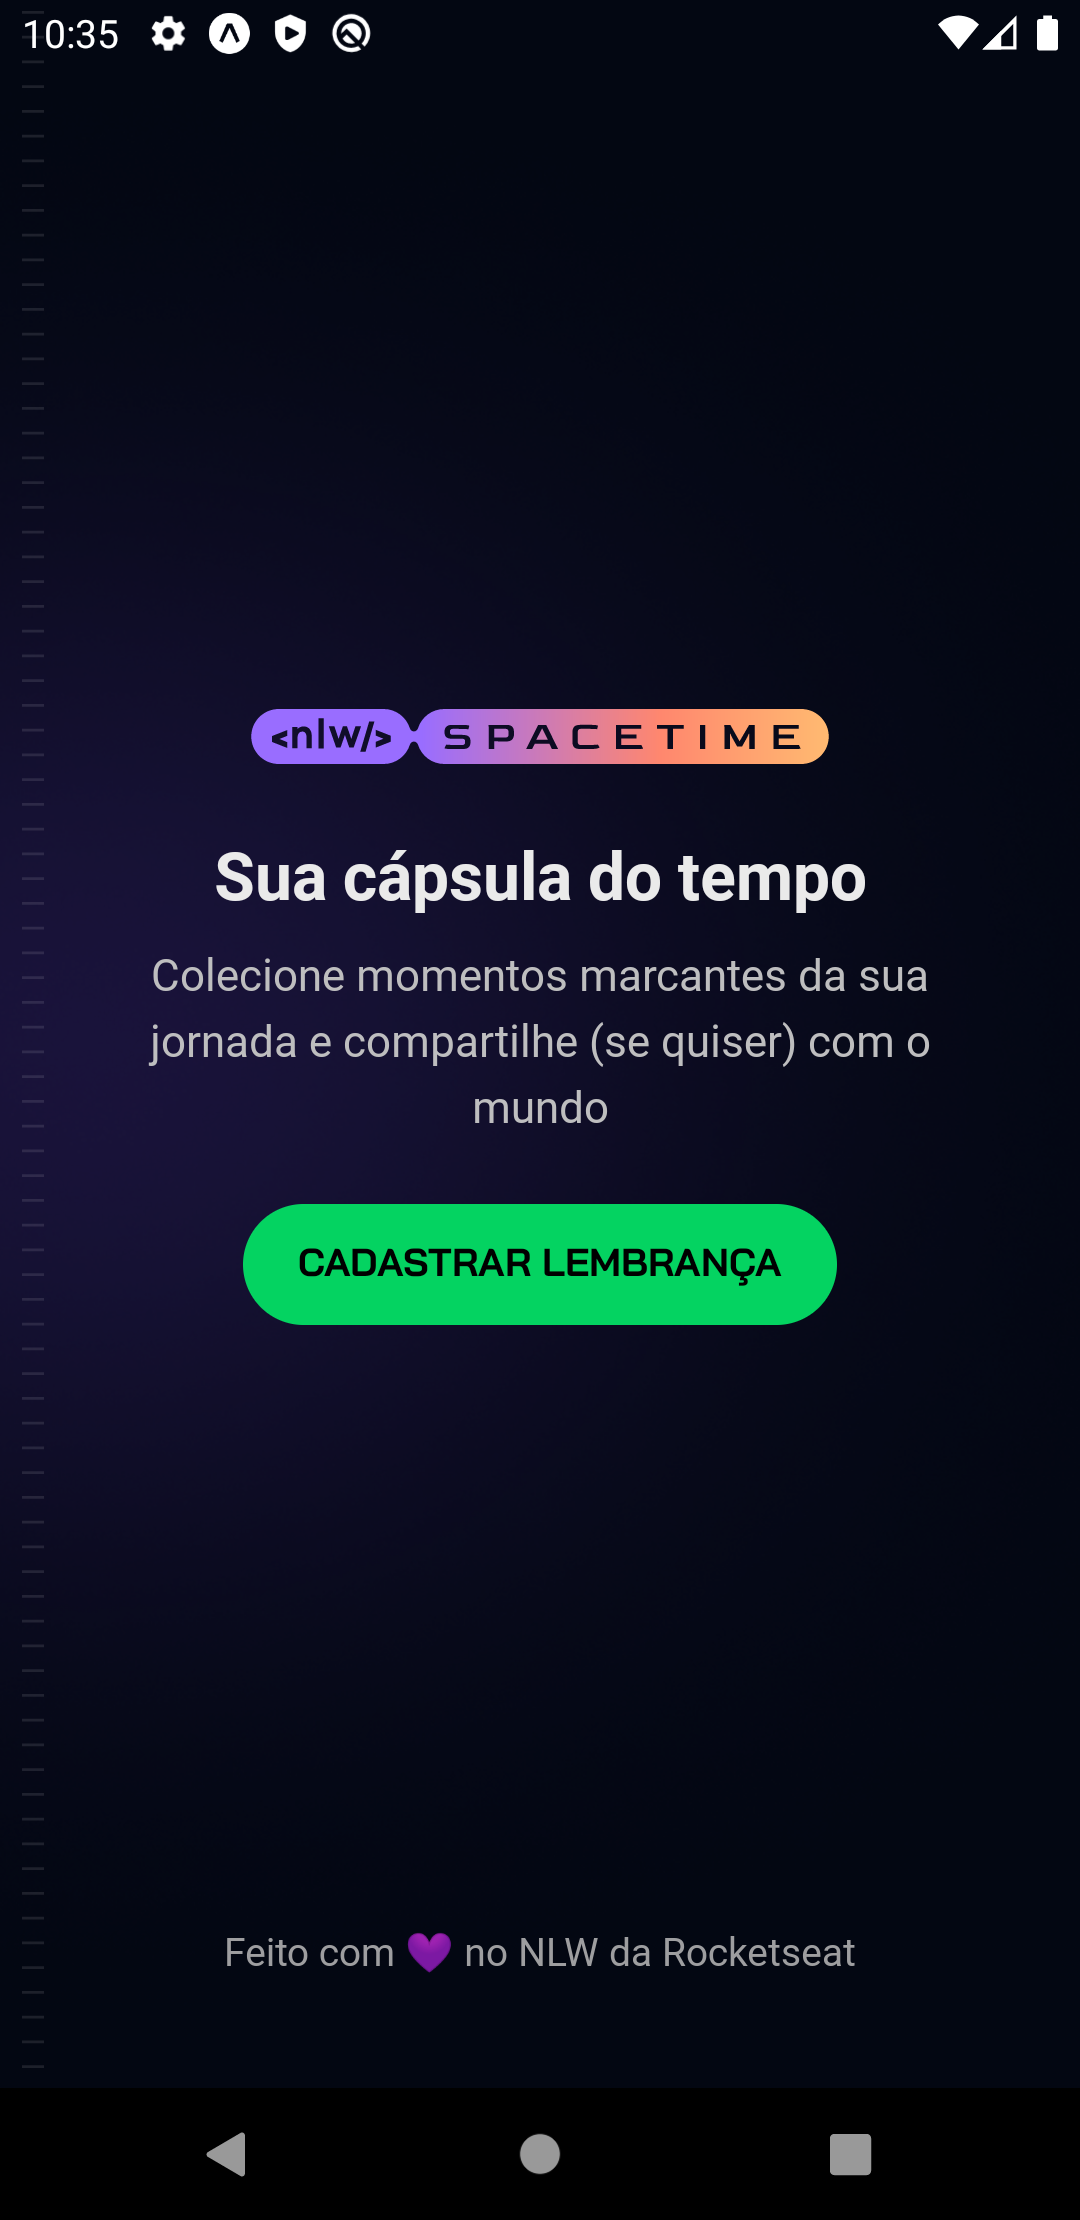 10:35
<nlw/> SPACETIME
Sua cápsula do tempo
Colecione momentos marcantes da sua
jornada e compartilhe (se quiser) com o
mundo
CADASTRAR LEMBRANÇA
Feito com 💜 no NLW da Rocketseat